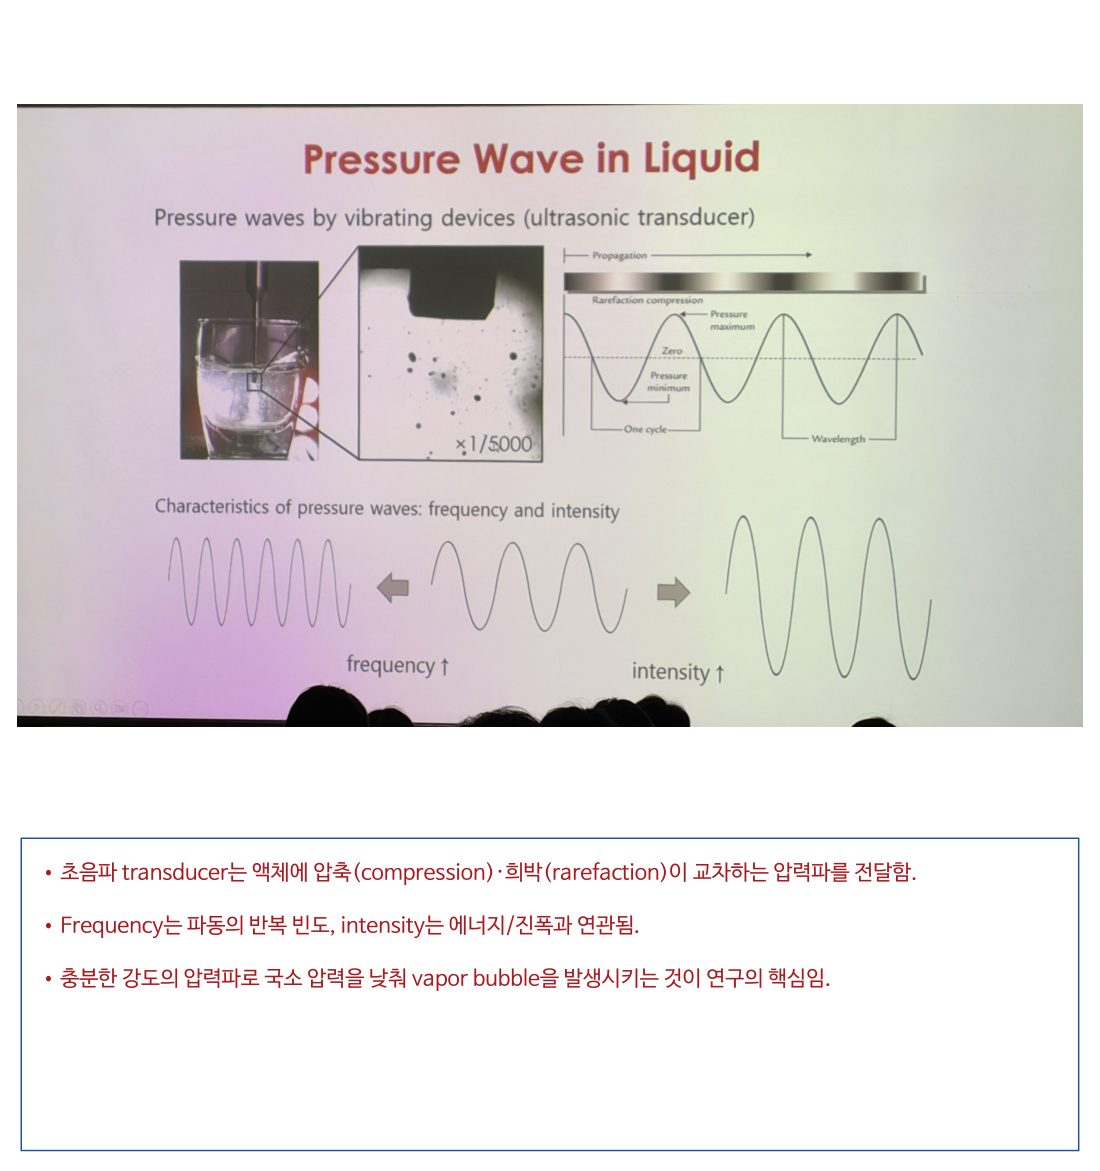 Pressure Wave in Liquid
Pressure waves by vibrating devices (ultrasonic transducer)
Propagation
Rarefaction compression
Pressure
maximum
Zero
Pressure
minimum
One cycle
Wavelength
×1/5000
Characteristics of pressure waves: frequency and intensity
frequency ↑
intensity ↑
• 초음파 transducer는 액체에 압축(compression)·희박(rarefaction)이 교차하는 압력파를 전달함.
• Frequency는 파동의 반복 빈도, intensity는 에너지/진폭과 연관됨.
• 충분한 강도의 압력파로 국소 압력을 낮춰 vapor bubble을 발생시키는 것이 연구의 핵심임.